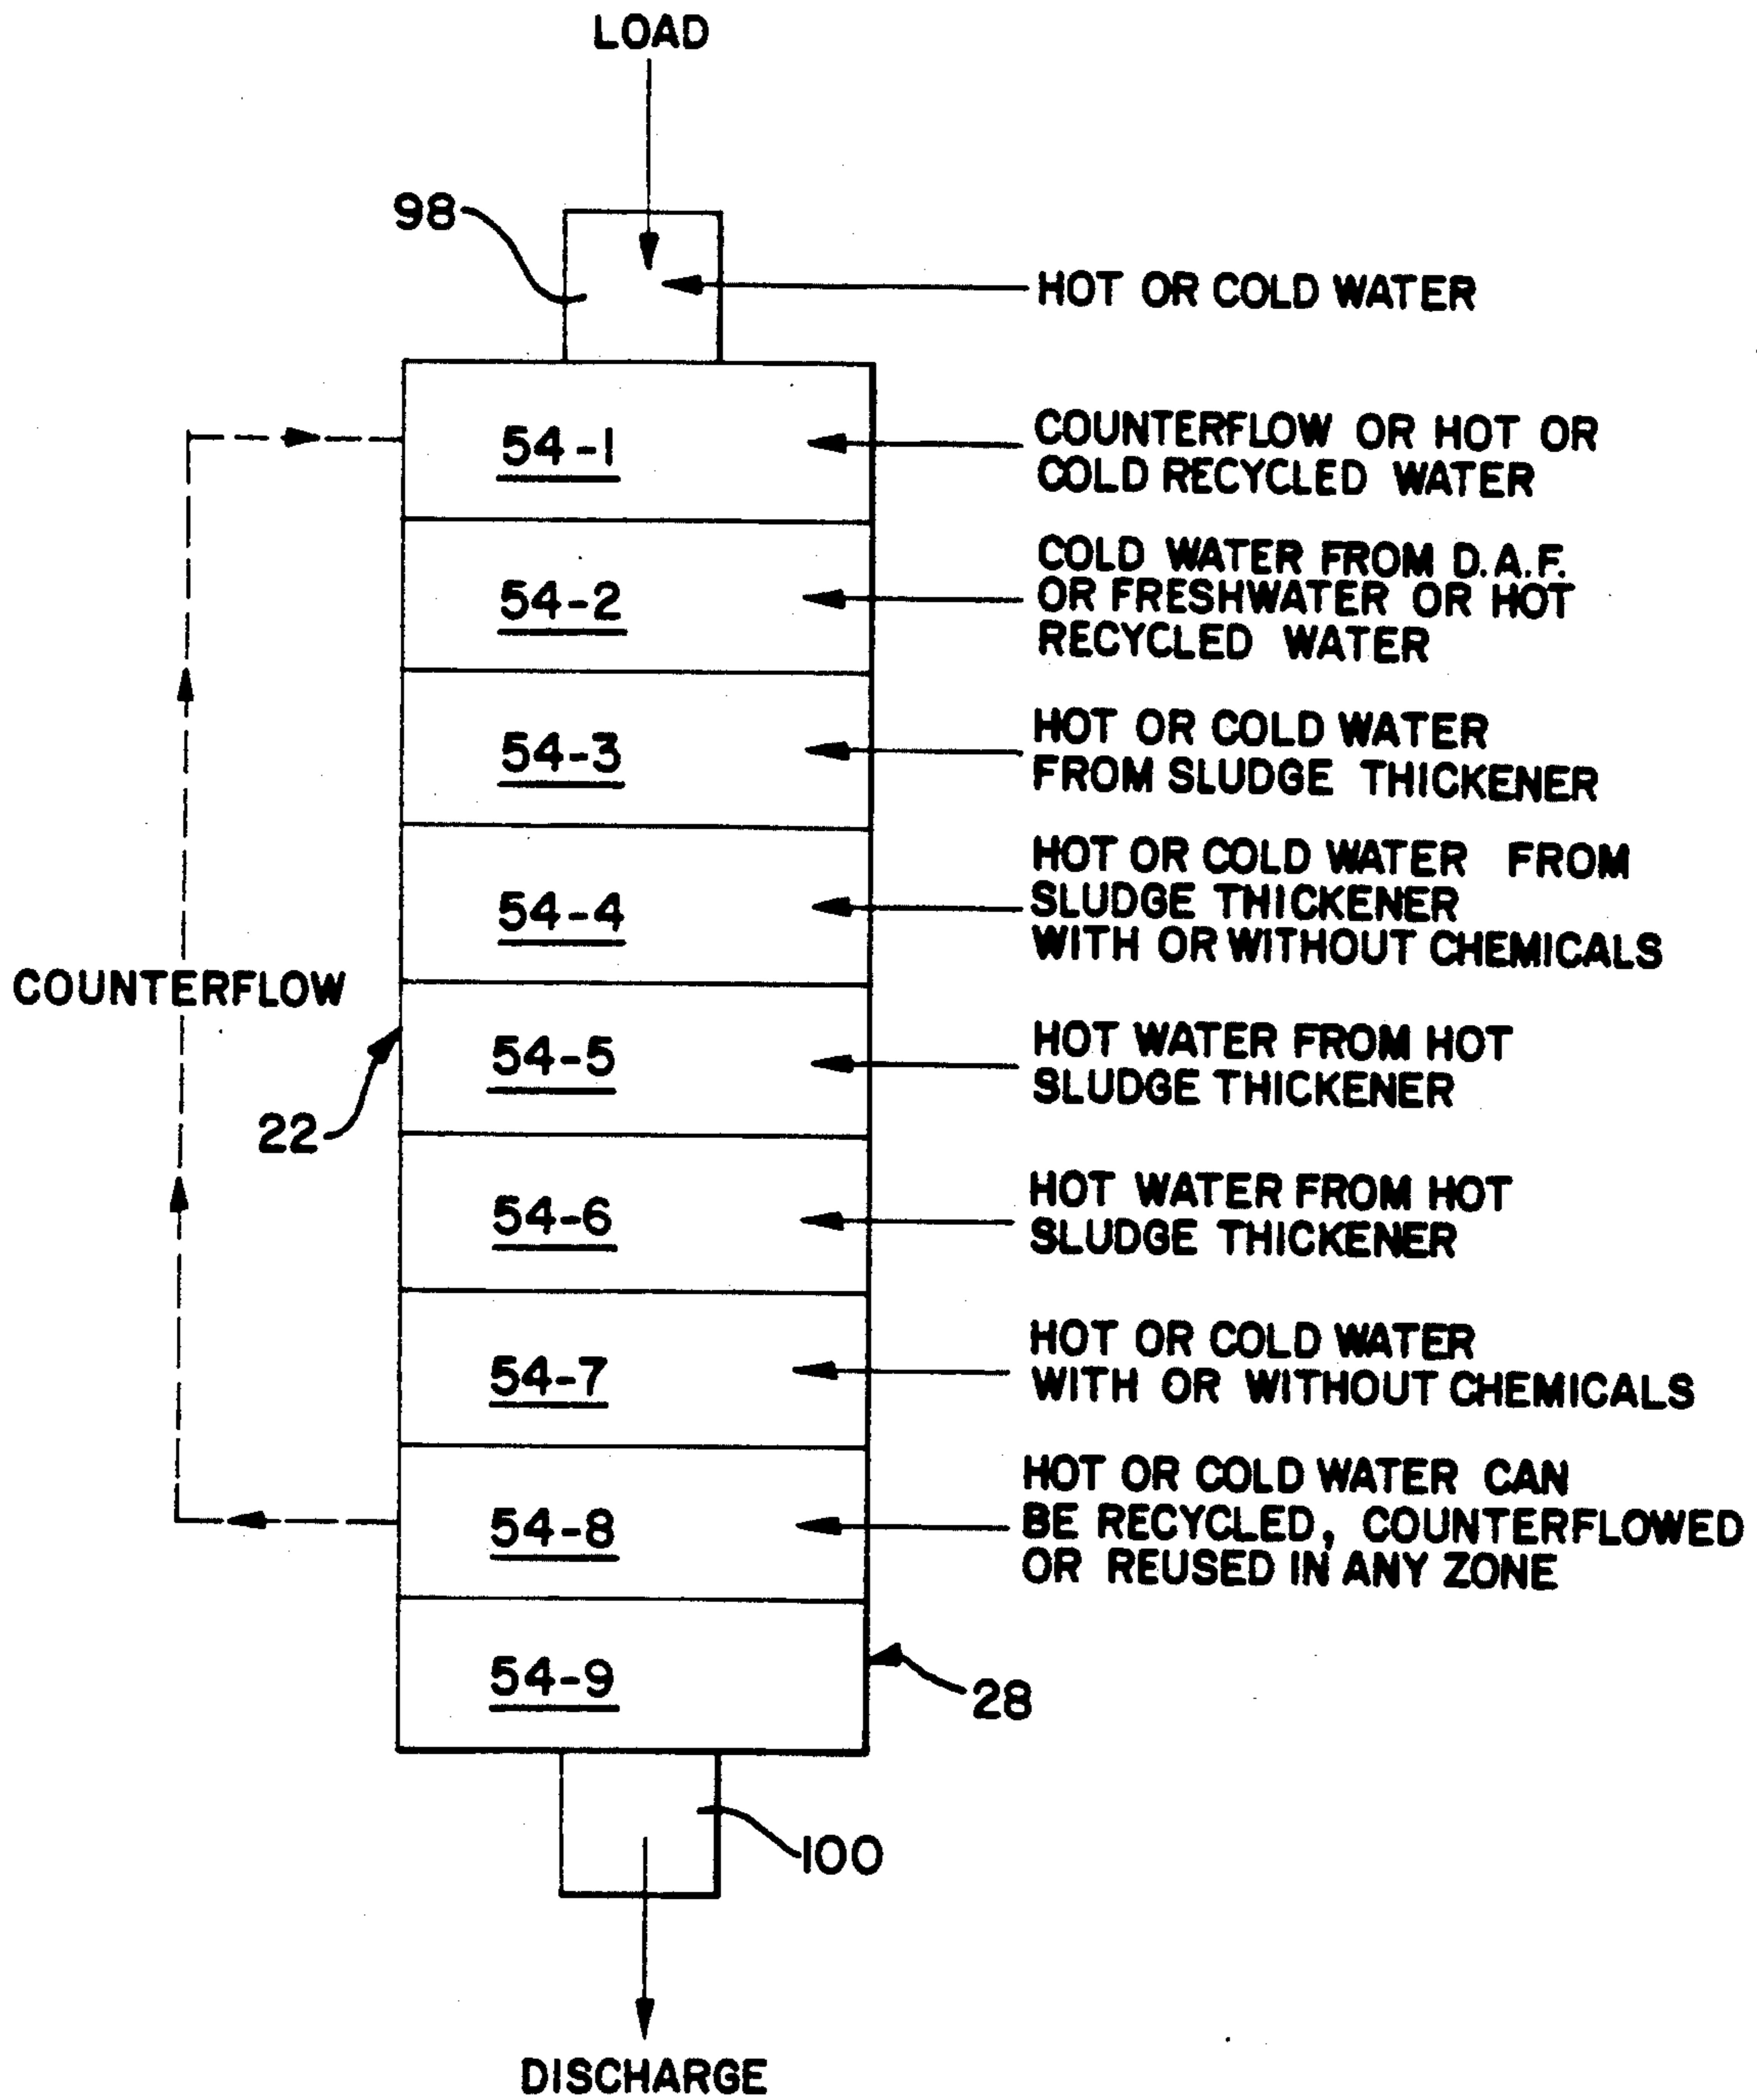 LOAD
98
HOT OR COLD WATER
54-1
COUNTERFLOW OR HOT OR
COLD RECYCLED WATER
54-2
COLD WATER FROM D.A.F.
OR FRESHWATER OR HOT
RECYCLED WATER
54-3
HOT OR COLD WATER
FROM SLUDGE THICKENER
54-4
HOT OR COLD WATER FROM
SLUDGE THICKENER
WITH OR WITHOUT CHEMICALS
COUNTERFLOW
22
54-5
HOT WATER FROM HOT
SLUDGE THICKENER
54-6
HOT WATER FROM HOT
SLUDGE THICKENER
54-7
HOT OR COLD WATER
WITH OR WITHOUT CHEMICALS
54-8
HOT OR COLD WATER CAN
BE RECYCLED, COUNTERFLOWED
OR REUSED IN ANY ZONE
54-9
28
100
DISCHARGE